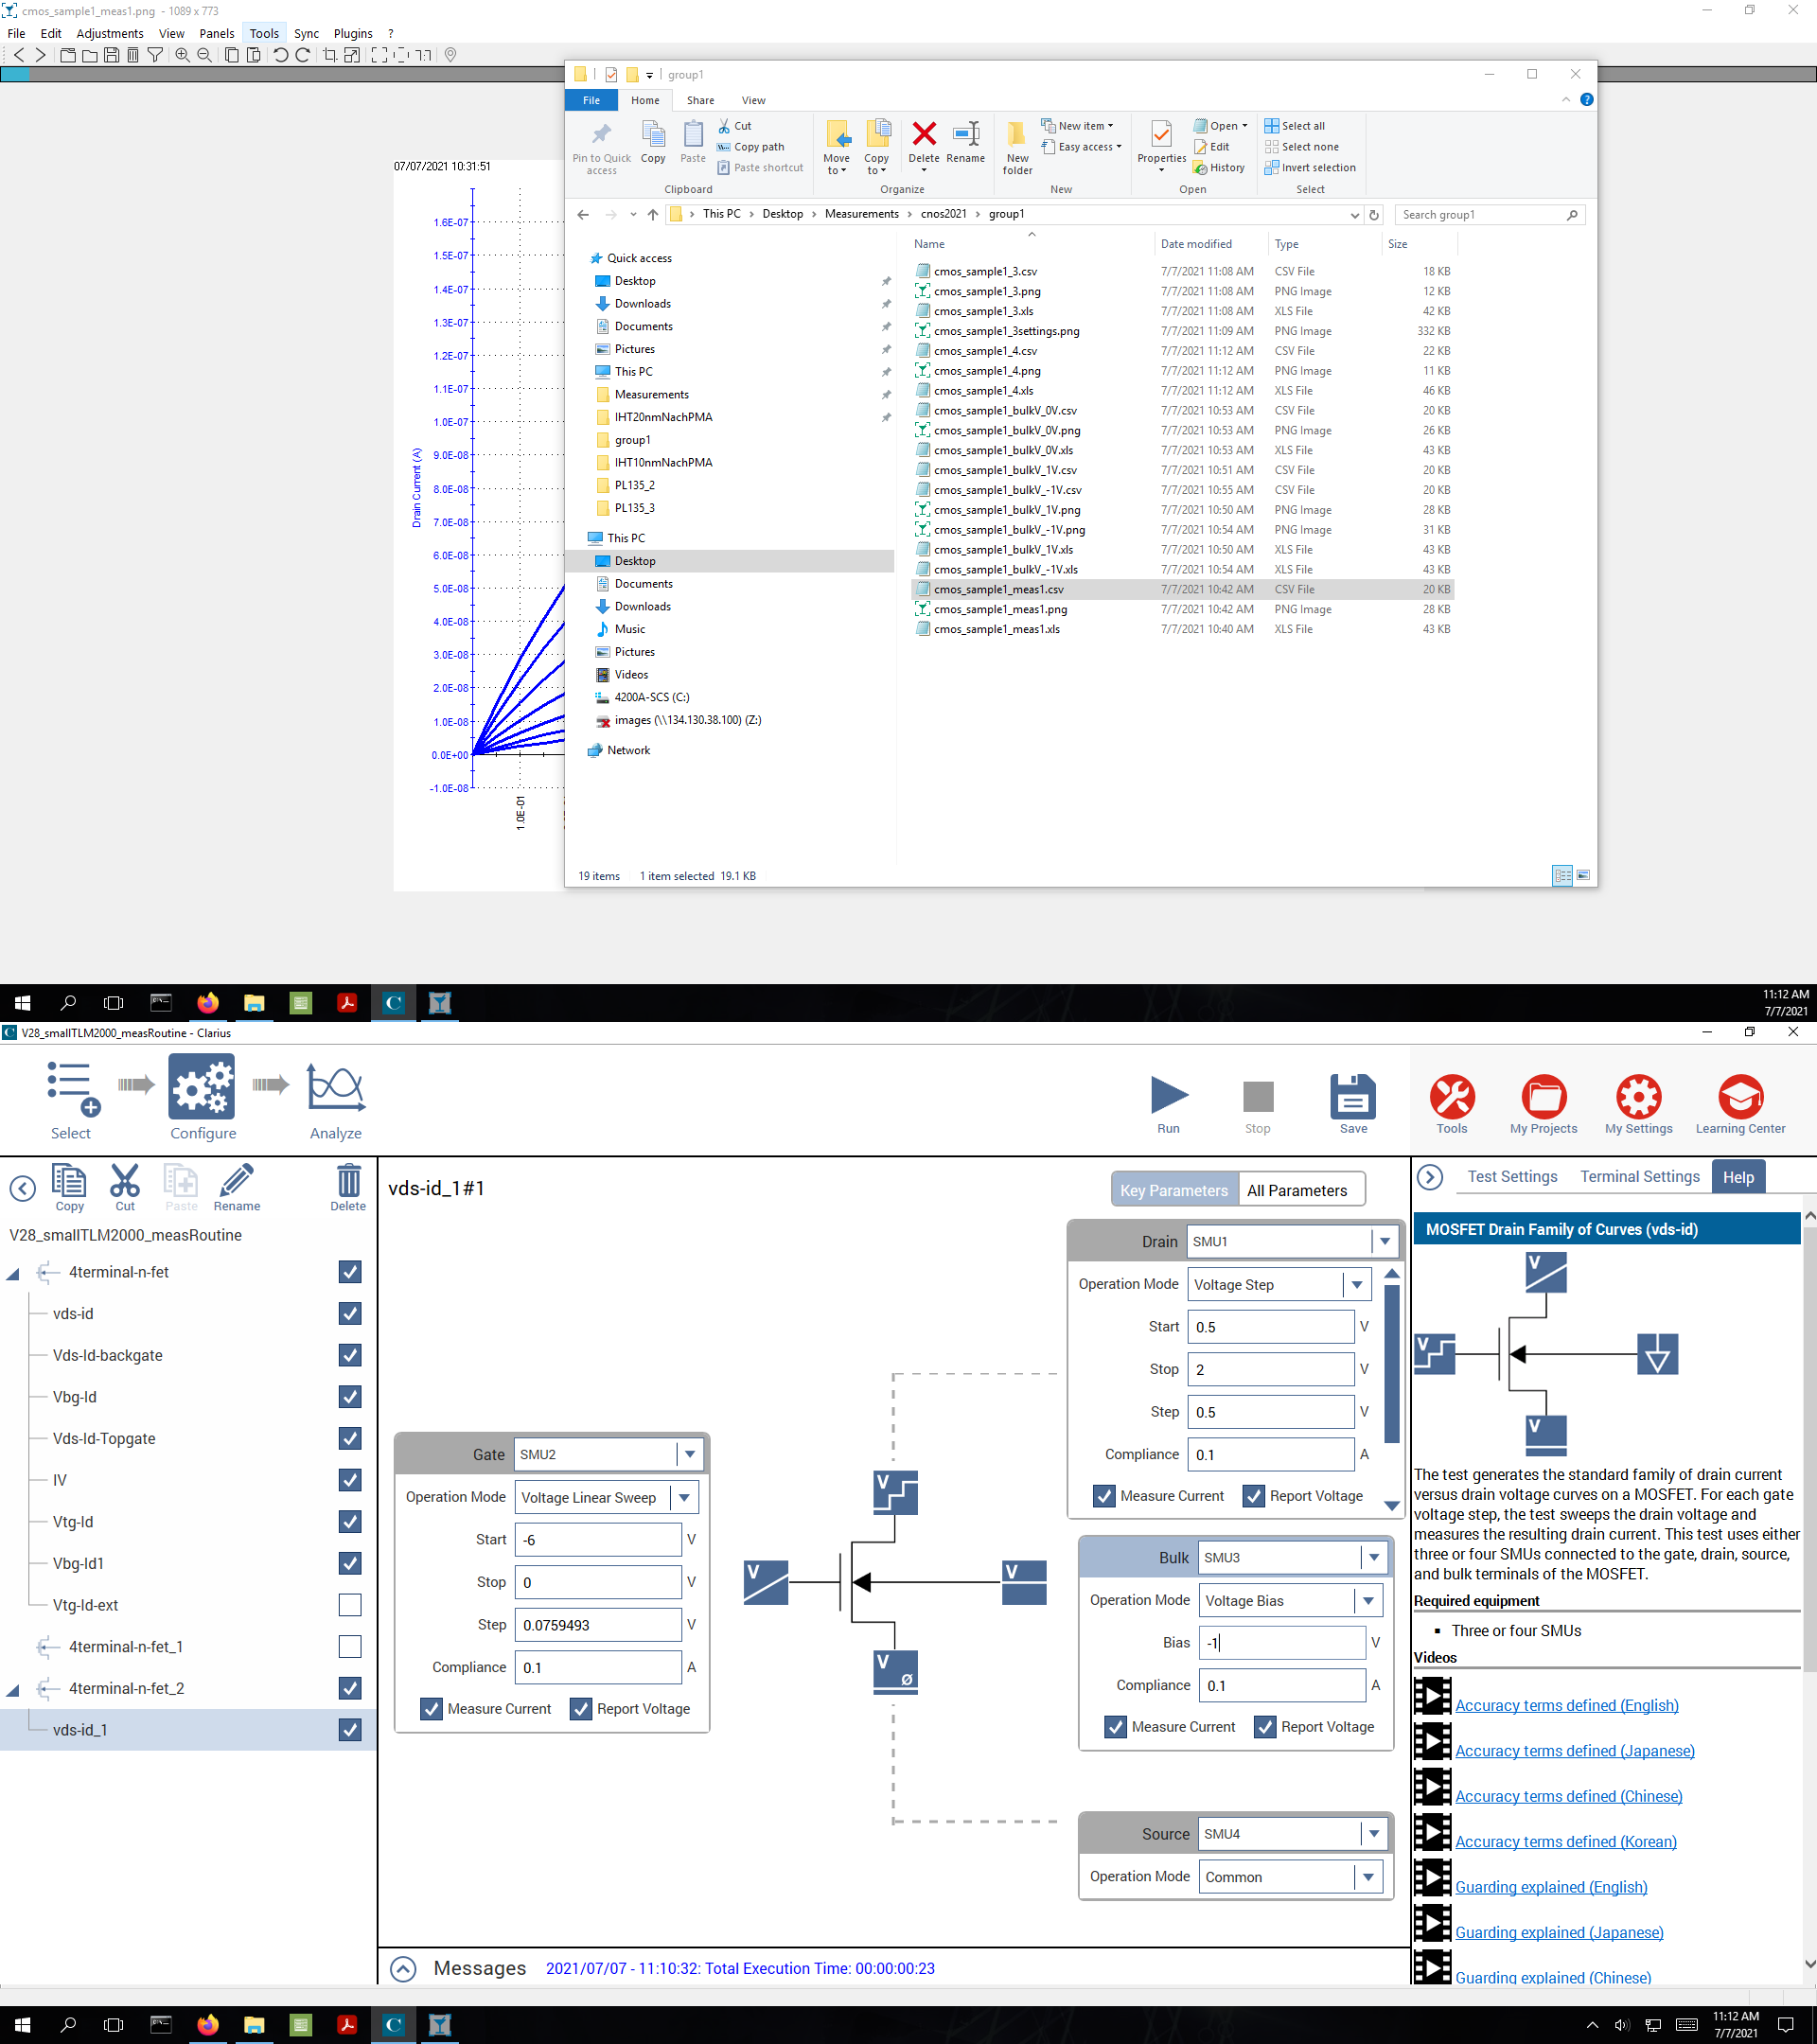 cmos_sample1_meas1.png - 1089 x 773
File Edit Adjustments View Panels Tools Sync Plugins ?
group1
File Home Share View
Pin to Quick access
Copy
Paste
Cut
Copy path
Paste shortcut
Move to
Copy to
Delete
Rename
New folder
New item
Easy access
Properties
Open
Edit
History
Select all
Select none
Invert selection
Clipboard Organize New Open Select
This PC Desktop Measurements cnos2021 group1
Search group1
Name Date modified Type Size
cmos_sample1_3.csv 7/7/2021 11:08 AM CSV File 18 KB
cmos_sample1_3.png 7/7/2021 11:08 AM PNG Image 12 KB
cmos_sample1_3.xls 7/7/2021 11:08 AM XLS File 42 KB
cmos_sample1_3settings.png 7/7/2021 11:09 AM PNG Image 332 KB
cmos_sample1_4.csv 7/7/2021 11:12 AM CSV File 22 KB
cmos_sample1_4.png 7/7/2021 11:12 AM PNG Image 11 KB
cmos_sample1_4.xls 7/7/2021 11:12 AM XLS File 46 KB
cmos_sample1_bulkV_0V.csv 7/7/2021 10:53 AM CSV File 20 KB
cmos_sample1_bulkV_0V.png 7/7/2021 10:53 AM PNG Image 26 KB
cmos_sample1_bulkV_0V.xls 7/7/2021 10:53 AM XLS File 43 KB
cmos_sample1_bulkV_1V.csv 7/7/2021 10:51 AM CSV File 20 KB
cmos_sample1_bulkV_-1V.csv 7/7/2021 10:55 AM CSV File 20 KB
cmos_sample1_bulkV_1V.png 7/7/2021 10:50 AM PNG Image 28 KB
cmos_sample1_bulkV_-1V.png 7/7/2021 10:54 AM PNG Image 31 KB
cmos_sample1_bulkV_1V.xls 7/7/2021 10:50 AM XLS File 43 KB
cmos_sample1_bulkV_-1V.xls 7/7/2021 10:54 AM XLS File 43 KB
cmos_sample1_meas1.csv 7/7/2021 10:42 AM CSV File 20 KB
cmos_sample1_meas1.png 7/7/2021 10:42 AM PNG Image 28 KB
cmos_sample1_meas1.xls 7/7/2021 10:40 AM XLS File 43 KB
Quick access
Desktop
Downloads
Documents
Pictures
This PC
Measurements
IHT20nmNachPMA
group1
IHT10nmNachPMA
PL135_2
PL135_3
This PC
Desktop
Documents
Downloads
Music
Pictures
Videos
4200A-SCS (C:)
images (\\134.130.38.100) (Z:)
Network
19 items 1 item selected 19.1 KB
07/07/2021 10:31:51
Drain Current (A)
1.6E-07
1.5E-07
1.4E-07
1.3E-07
1.2E-07
1.1E-07
1.0E-07
9.0E-08
8.0E-08
7.0E-08
6.0E-08
5.0E-08
4.0E-08
3.0E-08
2.0E-08
1.0E-08
0.0E+00
-1.0E-08
1.0E-01
11:12 AM
7/7/2021
V28_smallTLM2000_measRoutine - Clarius
Select
Configure
Analyze
Run
Stop
Save
Tools
My Projects
My Settings
Learning Center
Copy
Cut
Paste
Rename
Delete
V28_smallTLM2000_measRoutine
4terminal-n-fet
vds-id
Vds-Id-backgate
Vbg-Id
Vds-Id-Topgate
IV
Vtg-Id
Vbg-Id1
Vtg-Id-ext
4terminal-n-fet_1
4terminal-n-fet_2
vds-id_1
vds-id_1#1
Key Parameters All Parameters
Gate SMU2
Operation Mode Voltage Linear Sweep
Start -6 V
Stop 0 V
Step 0.0759493 V
Compliance 0.1 A
Measure Current Report Voltage
V
V
V
V
Ø
Drain SMU1
Operation Mode Voltage Step
Start 0.5 V
Stop 2 V
Step 0.5 V
Compliance 0.1 A
Measure Current Report Voltage
Bulk SMU3
Operation Mode Voltage Bias
Bias -1 V
Compliance 0.1 A
Measure Current Report Voltage
Source SMU4
Operation Mode Common
Messages 2021/07/07 - 11:10:32: Total Execution Time: 00:00:00:23
Test Settings Terminal Settings Help
MOSFET Drain Family of Curves (vds-id)
V
V
V
The test generates the standard family of drain current
versus drain voltage curves on a MOSFET. For each gate
voltage step, the test sweeps the drain voltage and
measures the resulting drain current. This test uses either
three or four SMUs connected to the gate, drain, source,
and bulk terminals of the MOSFET.
Required equipment
Three or four SMUs
Videos
Accuracy terms defined (English)
Accuracy terms defined (Japanese)
Accuracy terms defined (Chinese)
Accuracy terms defined (Korean)
Guarding explained (English)
Guarding explained (Japanese)
Guarding explained (Chinese)
11:12 AM
7/7/2021